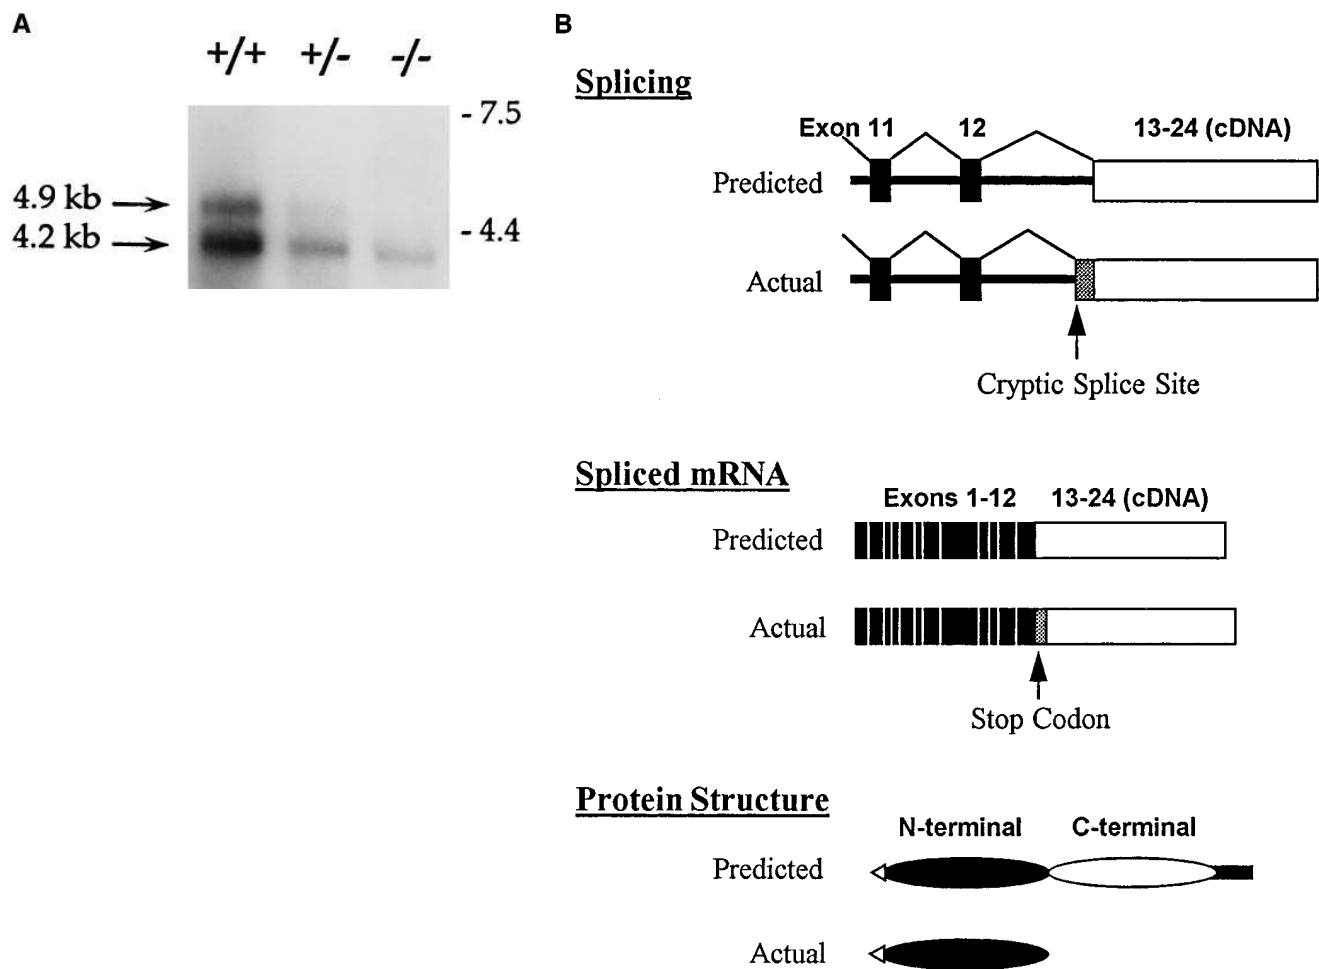 A
+/+ +/- -/-
- 7.5
4.9 kb
4.2 kb
- 4.4
B
Splicing
Exon 11 12 13-24 (cDNA)
Predicted
Actual
Cryptic Splice Site
Spliced mRNA
Exons 1-12 13-24 (cDNA)
Predicted
Actual
Stop Codon
Protein Structure
N-terminal C-terminal
Predicted
Actual